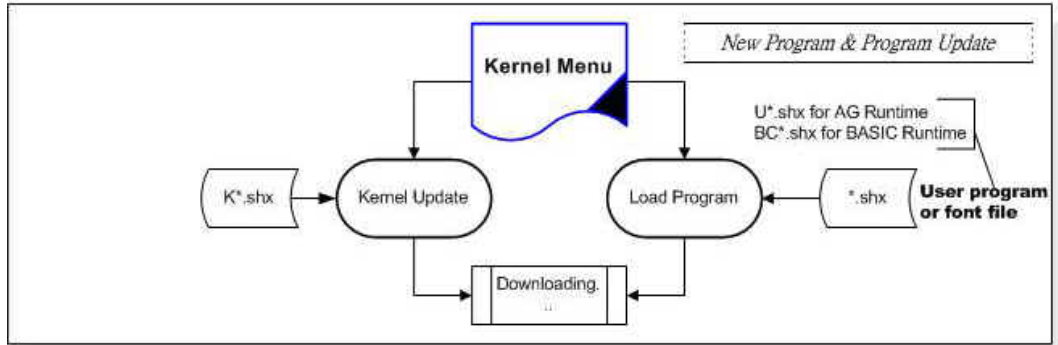 New Program & Program Update
Kernel Menu
U*.shx for AG Runtime
BC*.shx for BASIC Runtime
K*.shx
Kernel Update
Load Program
*.shx
User program
or font file
Downloading.
..